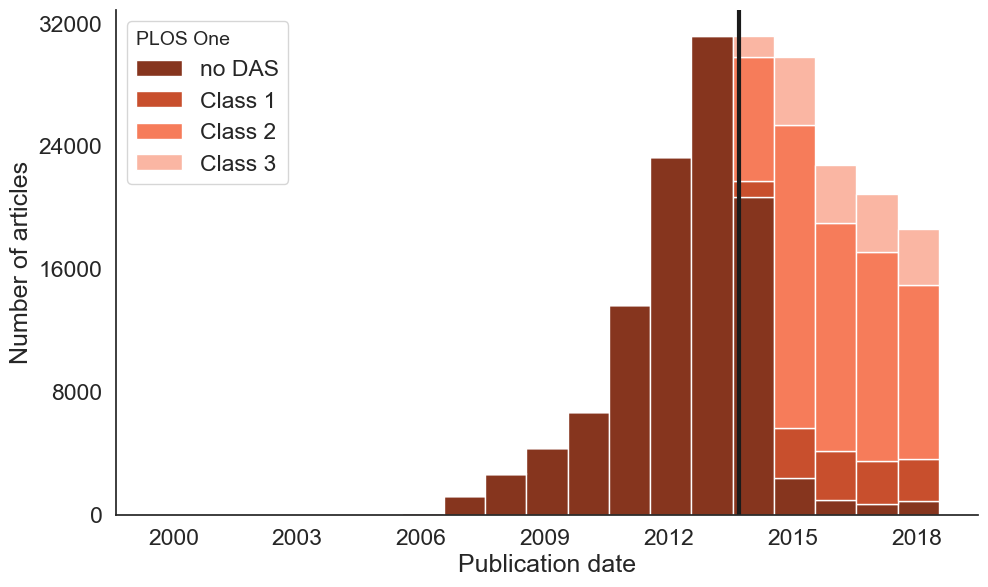 PLOS One
no DAS
Class 1
Class 2
Class 3
Number of articles
32000
24000
16000
8000
0
2000 2003 2006 2009 2012 2015 2018
Publication date